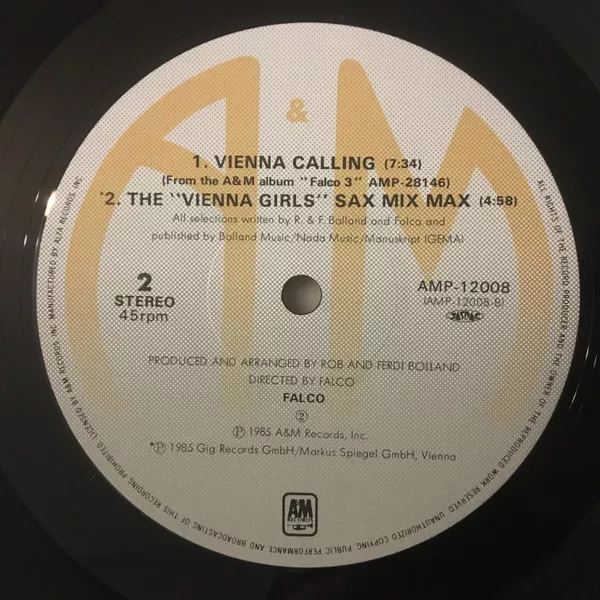 A&M
1. VIENNA CALLING (7:34)
(From the A&M album "Falco 3" AMP-28146)
*2. THE "VIENNA GIRLS" SAX MIX MAX (4:58)
All selections written by R. & F. Bolland and Falco and
published by Bolland Music/Nada Music/Manuskript (GEMA)
2
STEREO
45rpm
AMP-12008
(AMP-12008-B)
JASRAC
PRODUCED AND ARRANGED BY ROB AND FERDI BOLLAND
DIRECTED BY FALCO
FALCO
②
Ⓟ 1985 A&M Records, Inc.
*Ⓟ 1985 Gig Records GmbH/Markus Spiegel GmbH, Vienna
A&M
RECORDS
ALL RIGHTS OF THE RECORD PRODUCER AND THE OWNER OF THE REPRODUCED WORK RESERVED. UNAUTHORIZED COPYING, PUBLIC PERFORMANCE AND BROADCASTING OF THIS RECORDING PROHIBITED. LICENSED BY A&M RECORDS INC. MANUFACTURED BY ALFA RECORDS INC.